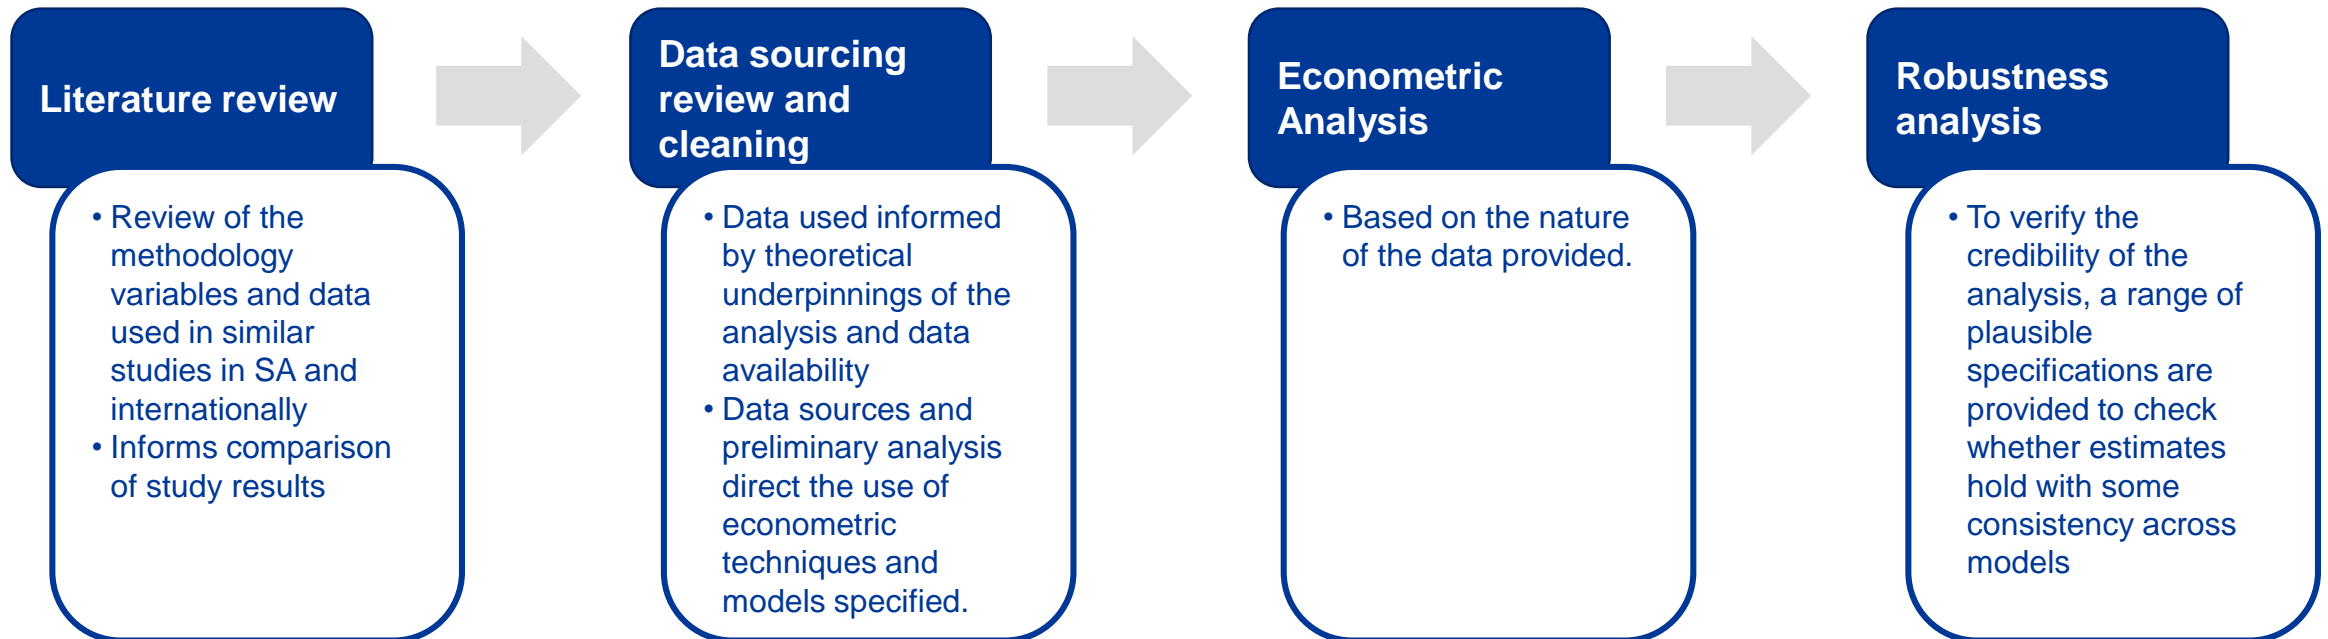 Literature review
• Review of the
methodology
variables and data
used in similar
studies in SA and
internationally
• Informs comparison
of study results
Data sourcing
review and
cleaning
• Data used informed
by theoretical
underpinnings of the
analysis and data
availability
• Data sources and
preliminary analysis
direct the use of
econometric
techniques and
models specified.
Econometric
Analysis
• Based on the nature
of the data provided.
Robustness
analysis
• To verify the
credibility of the
analysis, a range of
plausible
specifications are
provided to check
whether estimates
hold with some
consistency across
models